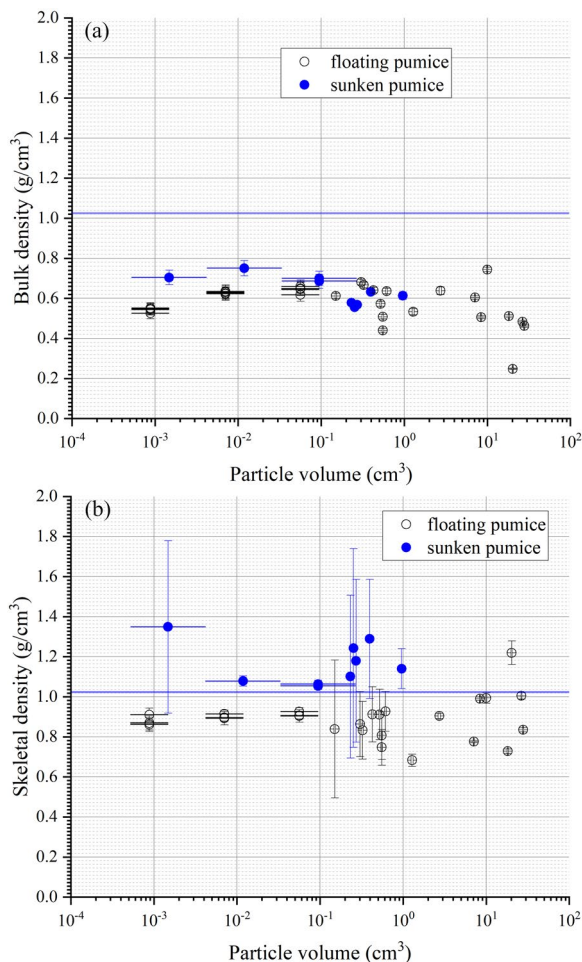 (a)
floating pumice
sunken pumice
Bulk density (g/cm³)
2.0
1.8
1.6
1.4
1.2
1.0
0.8
0.6
0.4
0.2
0.0
10⁻⁴ 10⁻³ 10⁻² 10⁻¹ 10⁰ 10¹ 10²
Particle volume (cm³)
(b)
floating pumice
sunken pumice
Skeletal density (g/cm³)
2.0
1.8
1.6
1.4
1.2
1.0
0.8
0.6
0.4
0.2
0.0
10⁻⁴ 10⁻³ 10⁻² 10⁻¹ 10⁰ 10¹ 10²
Particle volume (cm³)